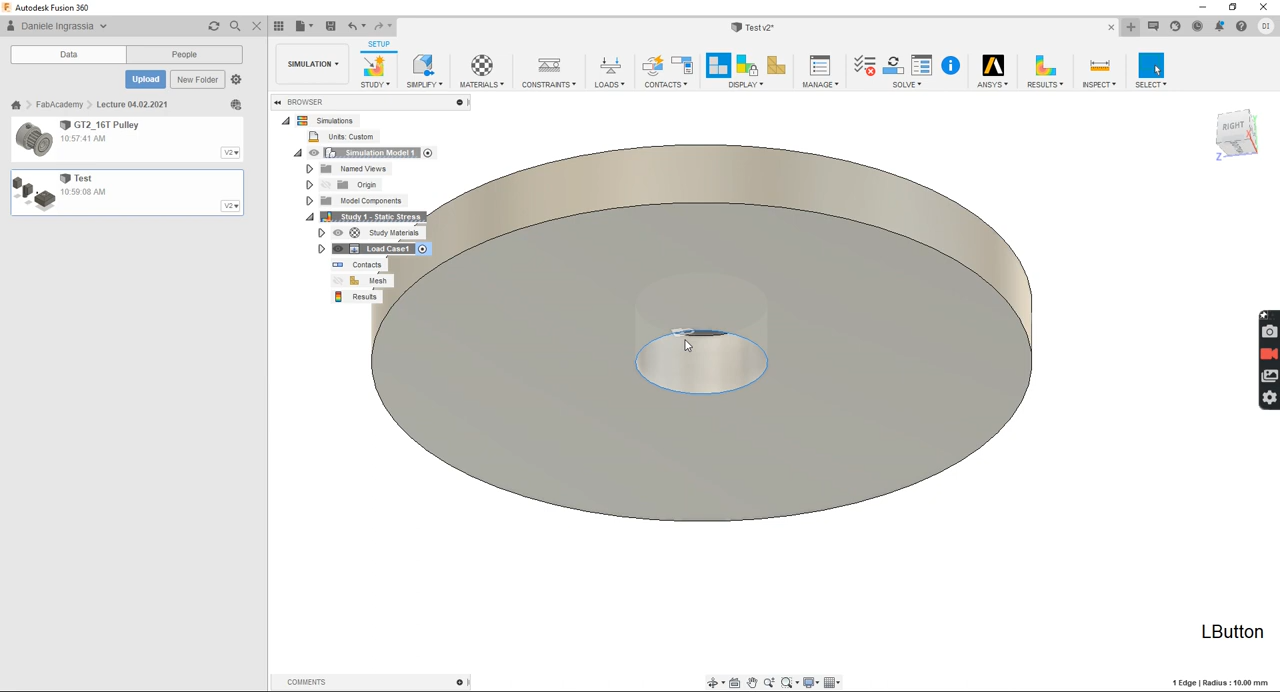 Autodesk Fusion 360
Daniele Ingrassia
Test v2*
DI
Data
People
Upload
New Folder
FabAcademy
Lecture 04.02.2021
GT2_16T Pulley
10:57:41 AM
V2
Test
10:59:08 AM
V2
SETUP
SIMULATION
STUDY
SIMPLIFY
MATERIALS
CONSTRAINTS
LOADS
CONTACTS
DISPLAY
MANAGE
SOLVE
ANSYS
RESULTS
INSPECT
SELECT
BROWSER
Simulations
Units: Custom
Simulation Model 1
Named Views
Origin
Model Components
Study 1 - Static Stress
Study Materials
Load Case1
Contacts
Mesh
Results
RIGHT
Z
LButton
COMMENTS
1 Edge | Radius : 10.00 mm